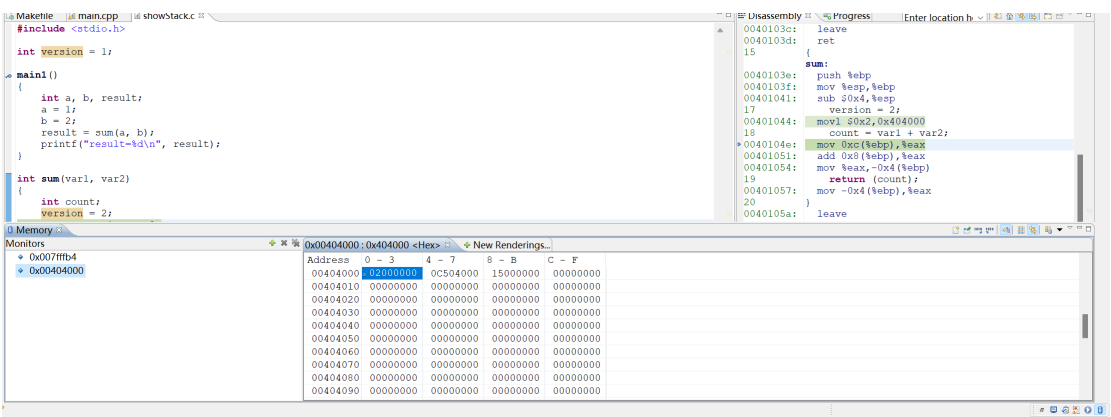 Makefile main.cpp showStack.c
#include <stdio.h>
int version = 1;
main1()
{
int a, b, result;
a = 1;
b = 2;
result = sum(a, b);
printf("result=%d\n", result);
}
int sum(var1, var2)
{
int count;
version = 2;
Disassembly Progress Enter location h
0040103c: leave
0040103d: ret
15 {
sum:
0040103e: push %ebp
0040103f: mov %esp,%ebp
00401041: sub $0x4,%esp
17 version = 2;
00401044: movl $0x2,0x404000
18 count = var1 + var2;
0040104e: mov 0xc(%ebp),%eax
00401051: add 0x8(%ebp),%eax
00401054: mov %eax,-0x4(%ebp)
19 return (count);
00401057: mov -0x4(%ebp),%eax
20 }
0040105a: leave
Memory
Monitors
0x007fffb4
0x00404000
0x00404000 : 0x404000 <Hex> New Renderings...
Address 0 - 3 4 - 7 8 - B C - F
00404000 02000000 0C504000 15000000 00000000
00404010 00000000 00000000 00000000 00000000
00404020 00000000 00000000 00000000 00000000
00404030 00000000 00000000 00000000 00000000
00404040 00000000 00000000 00000000 00000000
00404050 00000000 00000000 00000000 00000000
00404060 00000000 00000000 00000000 00000000
00404070 00000000 00000000 00000000 00000000
00404080 00000000 00000000 00000000 00000000
00404090 00000000 00000000 00000000 00000000